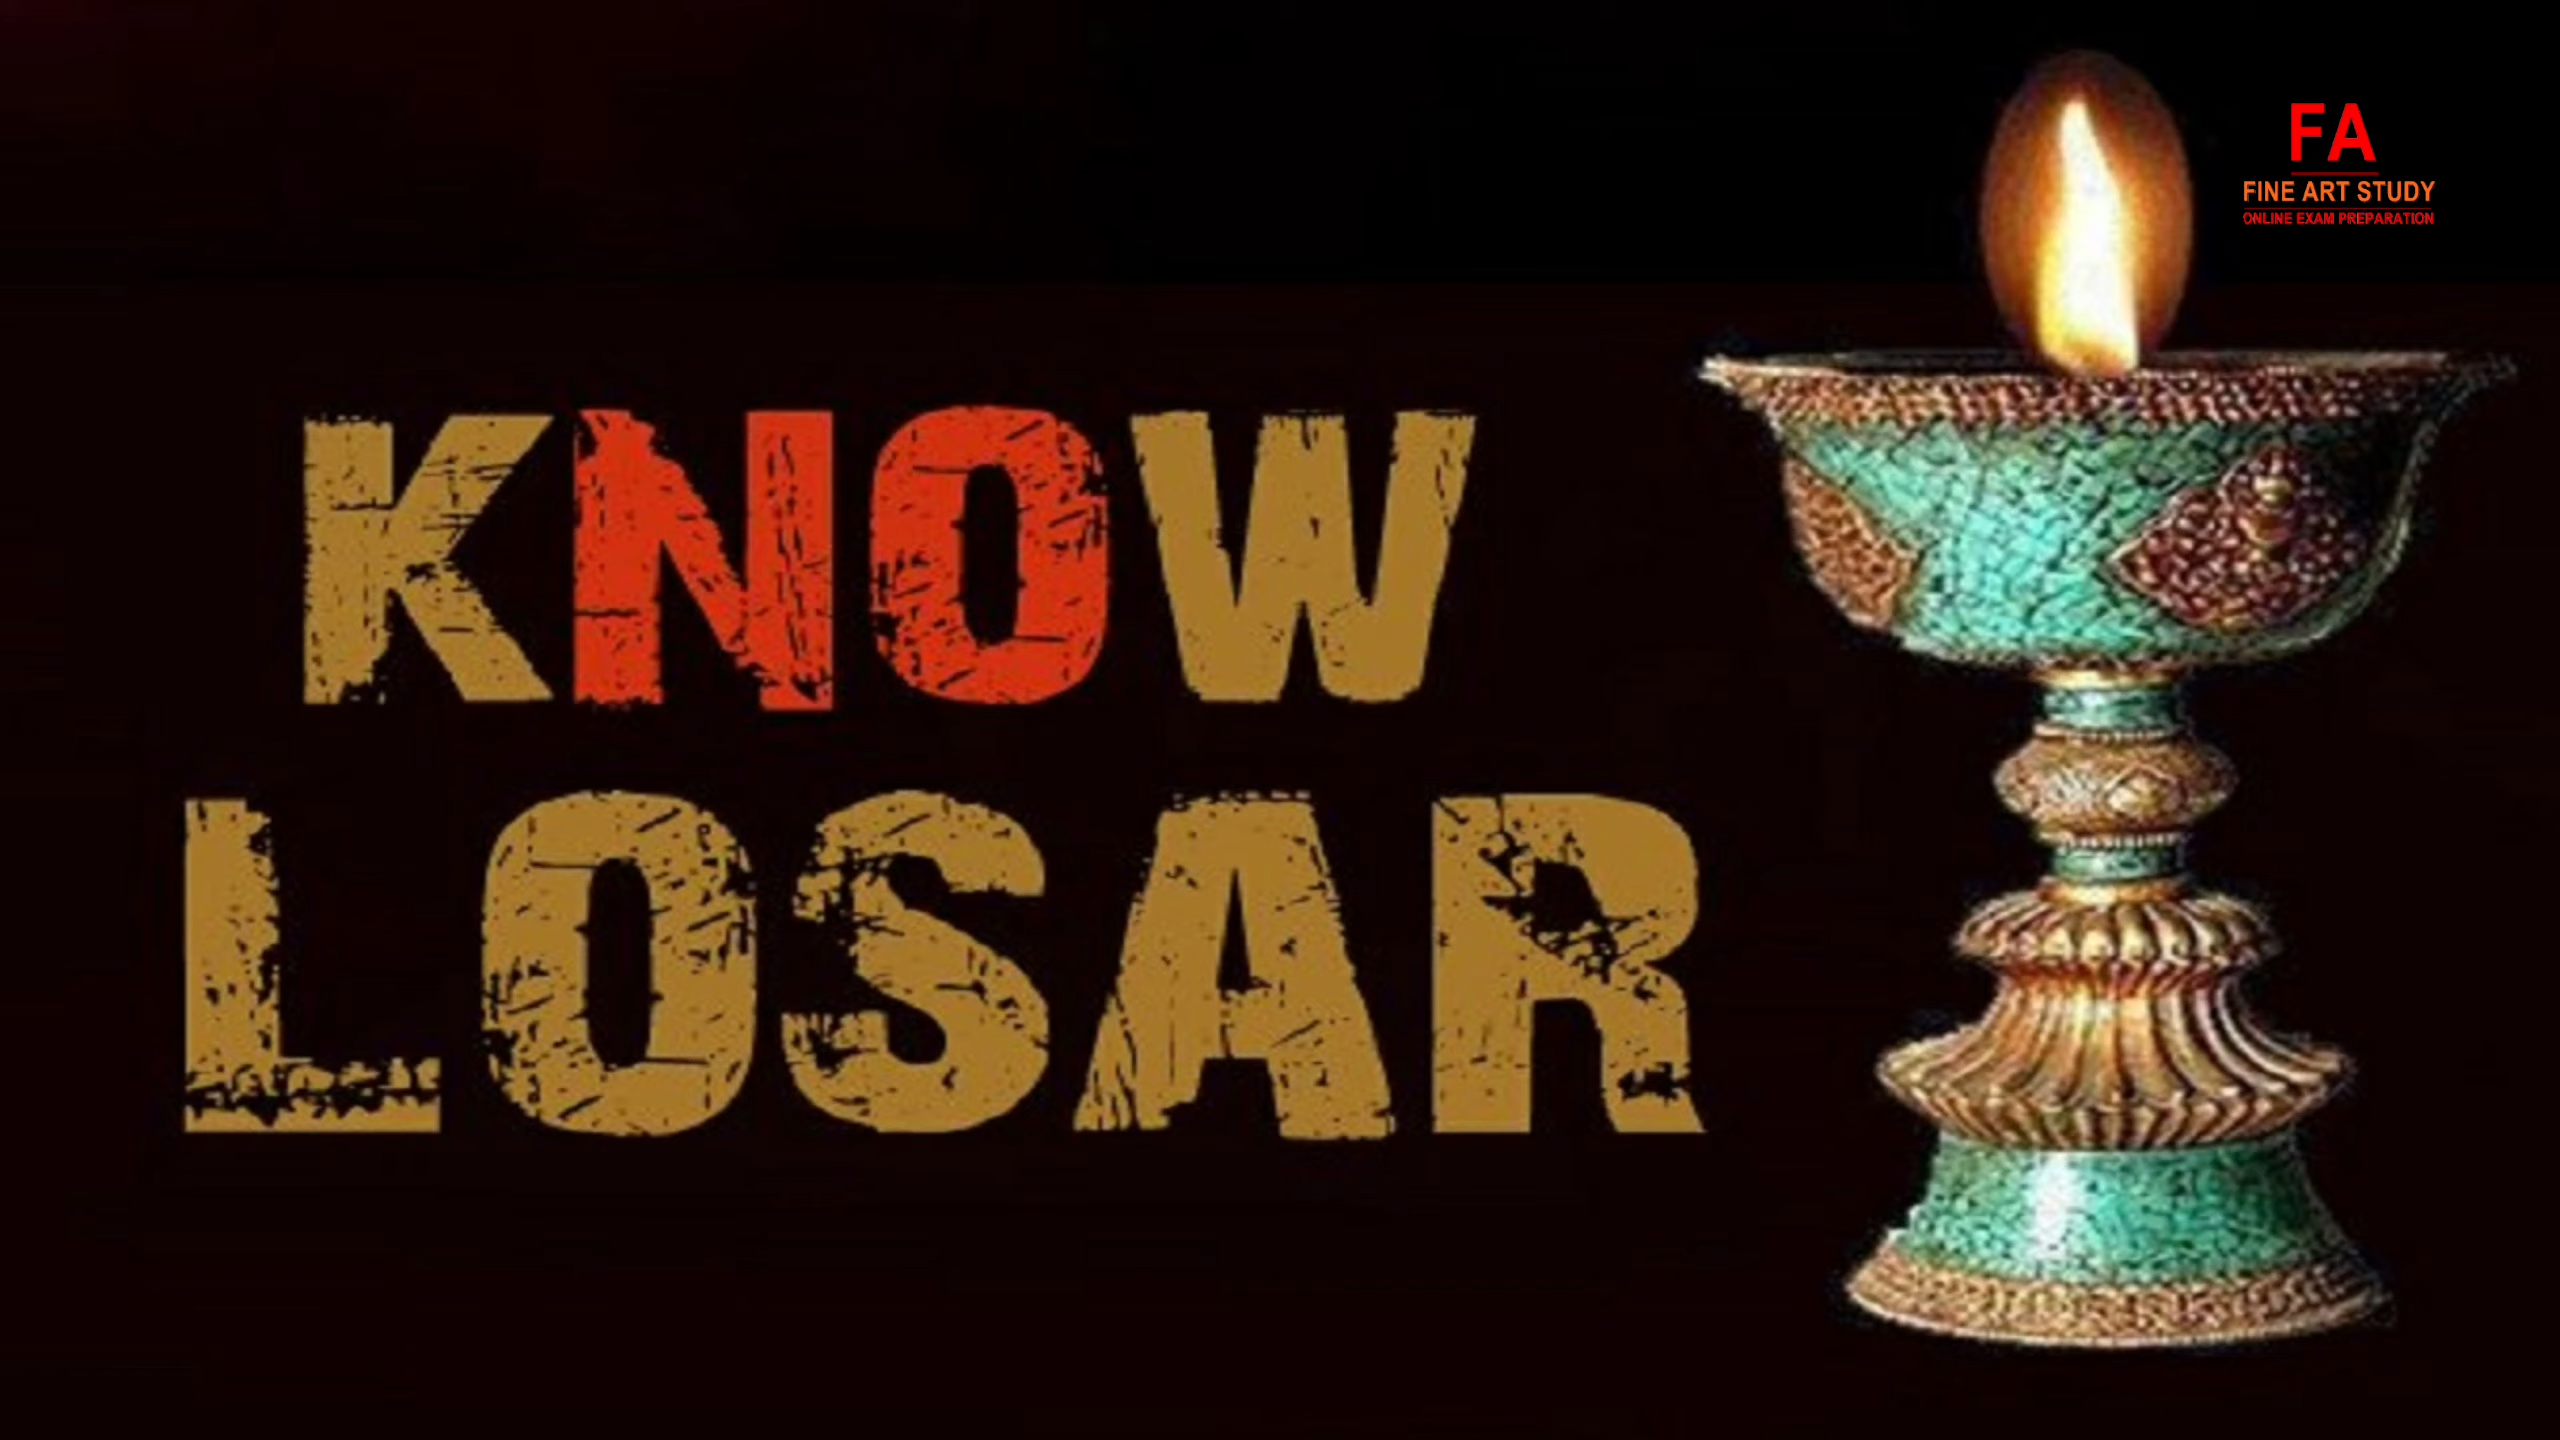 FA
FINE ART STUDY
ONLINE EXAM PREPARATION
KNOW
LOSAR